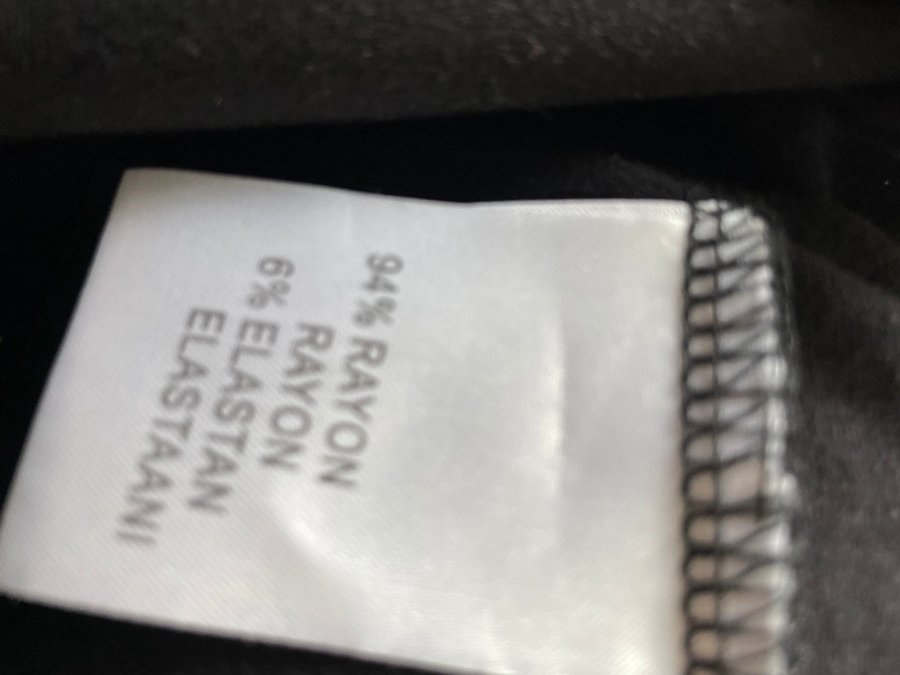 94% RAYON
RAYON
6% ELASTAN
ELASTAANI